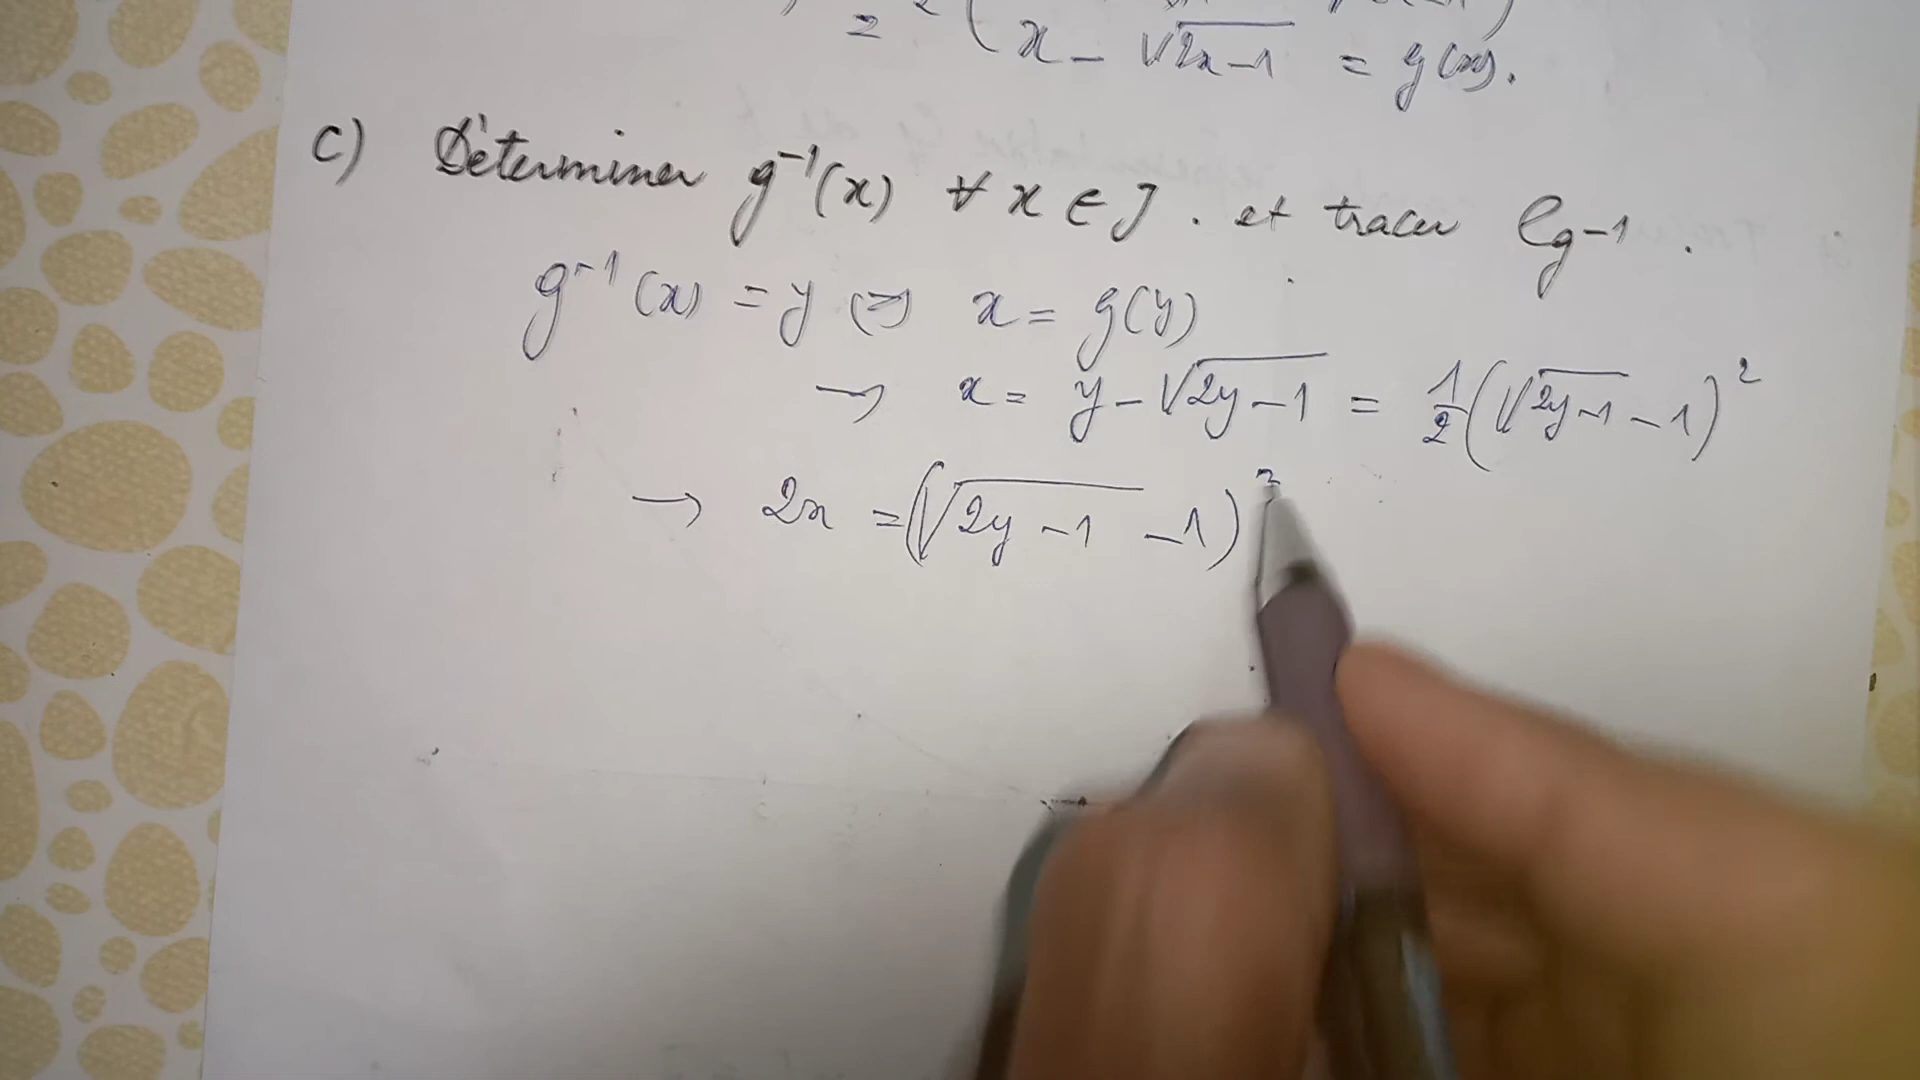 = x - √2x-1 = g(x).
c) Déterminer g⁻¹(x) ∀ x ∈ J. et tracer Cg-1.
g⁻¹(x) = y ⇔ x = g(y)
→ x = y - √2y-1 = 1/2(√2y-1 - 1)²
→ 2x = (√2y-1 - 1)²